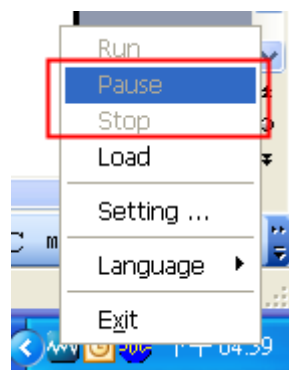 Run
Pause
Stop
Load
Setting ...
C m
Language
Exit
下午 04:39